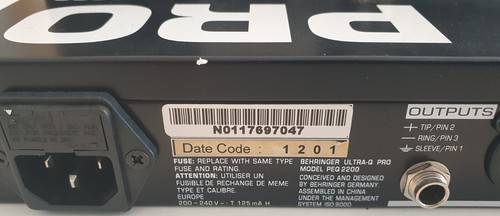 PRO
N0117697047
Date Code : 1201
FUSE: REPLACE WITH SAME TYPE
FUSE AND RATING.
ATTENTION: UTILISER UN
FUSIBLE DE RECHANGE DE MEME
TYPE ET CALIBRE.
EUROPE
200 - 240 V~ : T 125 mA H
BEHRINGER ULTRA-Q PRO
MODEL PEQ 2200
CONCEIVED AND DESIGNED
BY BEHRINGER GERMANY.
ASSEMBLED IN CHINA
UNDER THE MANAGEMENT
SYSTEM ISO 9000
OUTPUTS
TIP/PIN 2
RING/PIN 3
SLEEVE/PIN 1